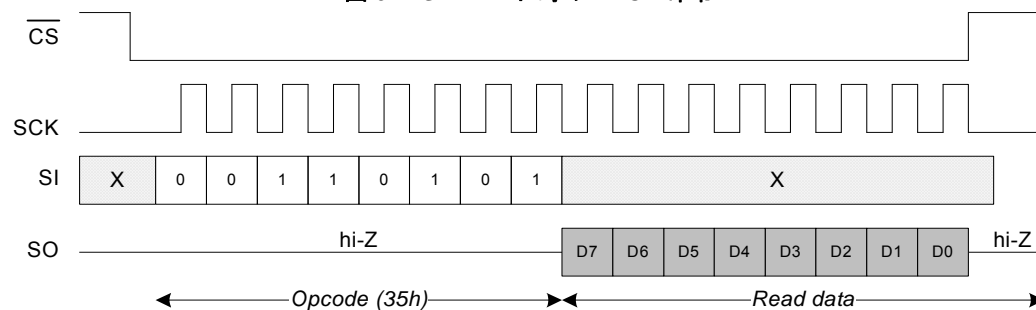 CS
SCK
SI X 0 0 1 1 0 1 0 1 X
SO hi-Z D7 D6 D5 D4 D3 D2 D1 D0 hi-Z
Opcode (35h) Read data